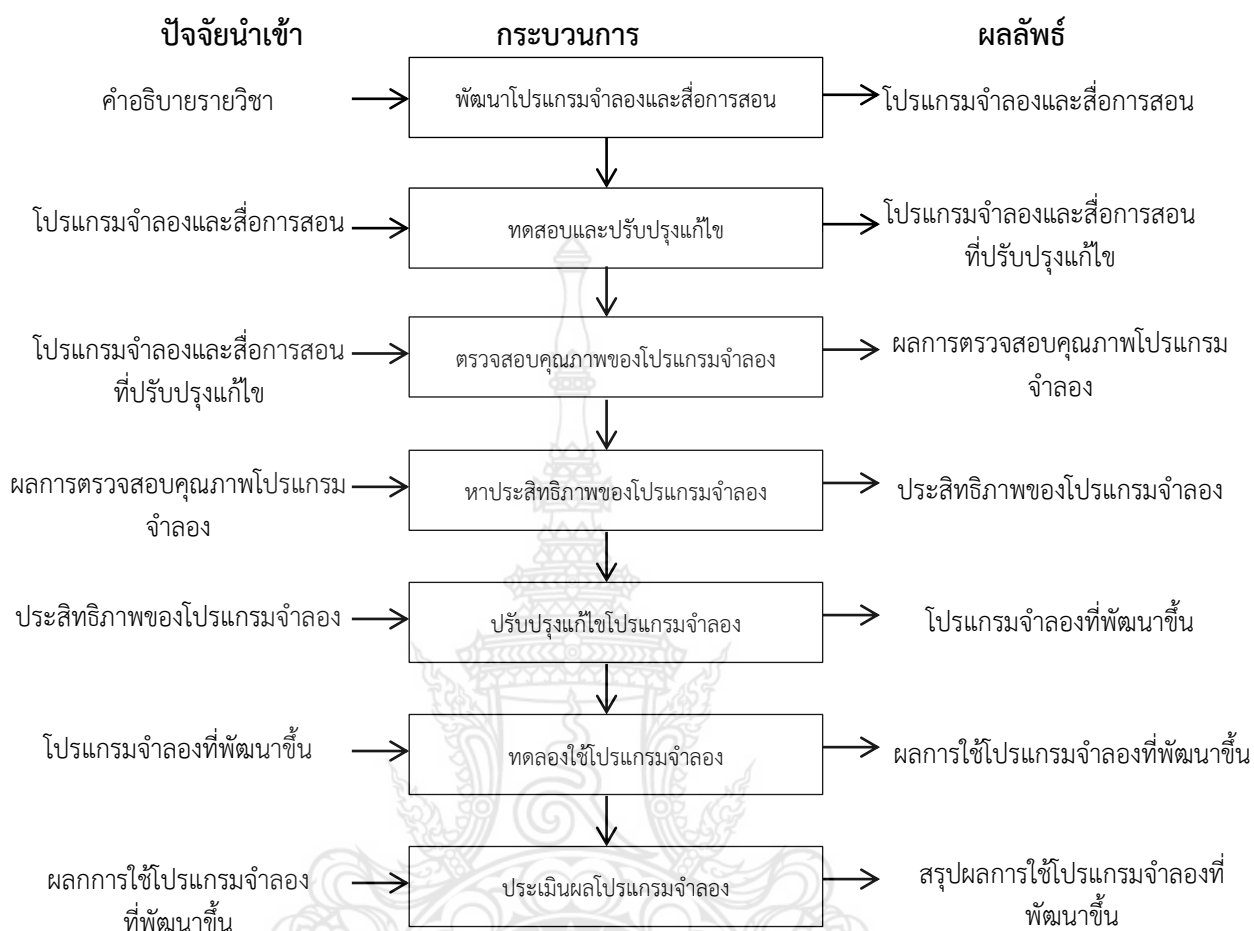 ปัจจัยนำเข้า กระบวนการ ผลลัพธ์
คำอธิบายรายวิชา พัฒนาโปรแกรมจำลองและสื่อการสอน โปรแกรมจำลองและสื่อการสอน
โปรแกรมจำลองและสื่อการสอน ทดสอบและปรับปรุงแก้ไข โปรแกรมจำลองและสื่อการสอน
ที่ปรับปรุงแก้ไข
โปรแกรมจำลองและสื่อการสอน ตรวจสอบคุณภาพของโปรแกรมจำลอง ผลการตรวจสอบคุณภาพโปรแกรม
ที่ปรับปรุงแก้ไข จำลอง
ผลการตรวจสอบคุณภาพโปรแกรม หาประสิทธิภาพของโปรแกรมจำลอง ประสิทธิภาพของโปรแกรมจำลอง
จำลอง
ประสิทธิภาพของโปรแกรมจำลอง ปรับปรุงแก้ไขโปรแกรมจำลอง โปรแกรมจำลองที่พัฒนาขึ้น
โปรแกรมจำลองที่พัฒนาขึ้น ทดลองใช้โปรแกรมจำลอง ผลการใช้โปรแกรมจำลองที่พัฒนาขึ้น
ผลกการใช้โปรแกรมจำลอง ประเมินผลโปรแกรมจำลอง สรุปผลการใช้โปรแกรมจำลองที่
ที่พัฒนาขึ้น พัฒนาขึ้น